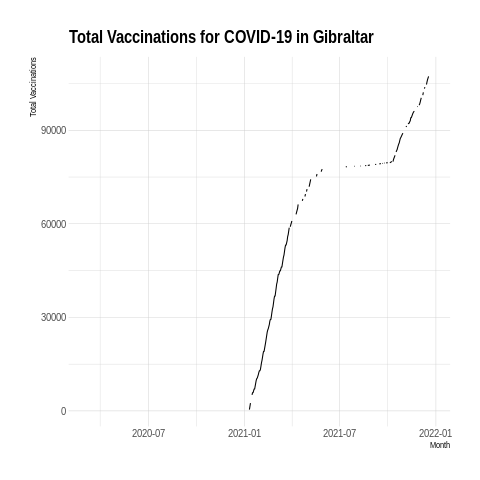 Total Vaccinations for COVID-19 in Gibraltar
Total Vaccinations
90000
60000
30000
0
2020-07 2021-01 2021-07 2022-01
Month